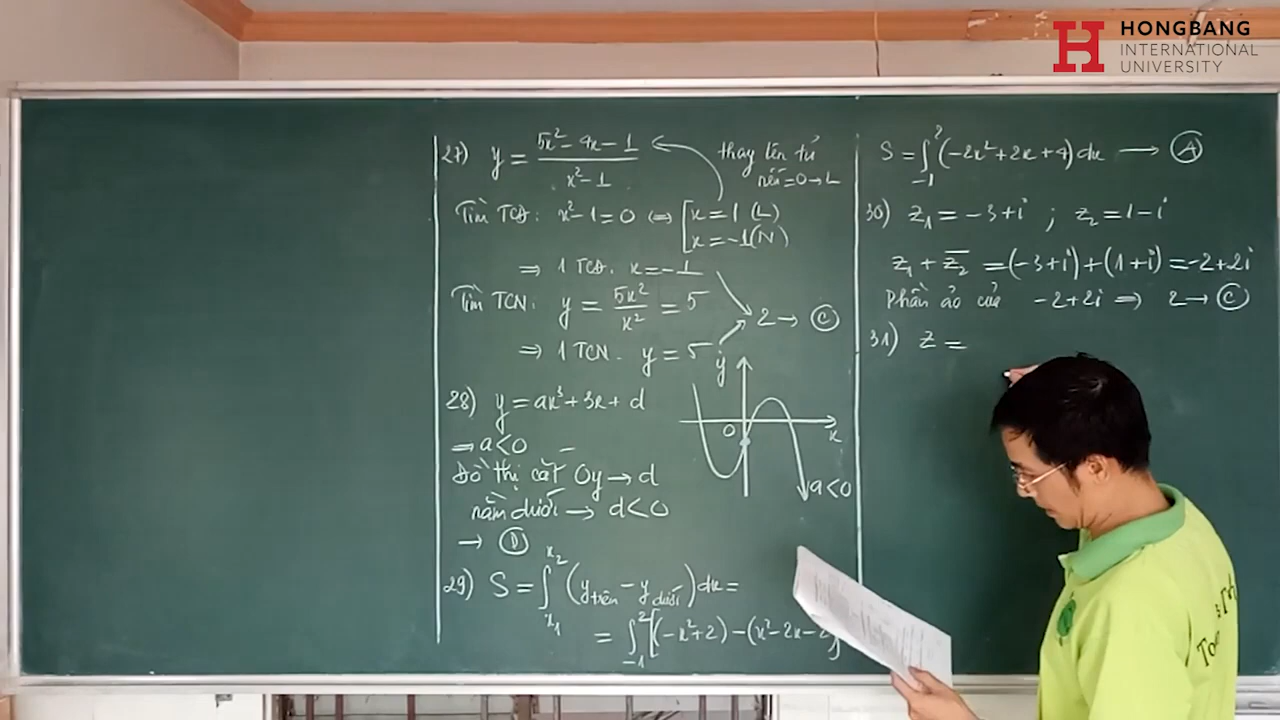 HONGBANG
INTERNATIONAL
UNIVERSITY
27) y = (5x² - 4x - 1)/(x² - 1)
thay lên tử
nếu = 0 → L
Tìm TCĐ: x² - 1 = 0 ⇔ [x = 1 (L)
x = -1 (N)
⇒ 1 TCĐ. x = -1
Tìm TCN: y = 5x²/x² = 5
2 → Ⓒ
⇒ 1 TCN. y = 5
28) y = ax³ + 3x + d
⇒ a < 0
Đồ thị cắt Oy → d
nằm dưới → d < 0
→ Ⓓ
y
O
x
a < 0
29) S = ∫ₓ₁ˣ² (y trên - y dưới) dx =
= ∫₋₁² [(-x² + 2) - (x² - 2x - 2)
S = ∫₋₁² (-2x² + 2x + 4) dx → Ⓐ
30) z₁ = -3 + i ; z₂ = 1 - i
z₁ + z̅₂ = (-3 + i) + (1 + i) = -2 + 2i
Phần ảo của -2 + 2i ⇒ 2 → Ⓒ
31) z =